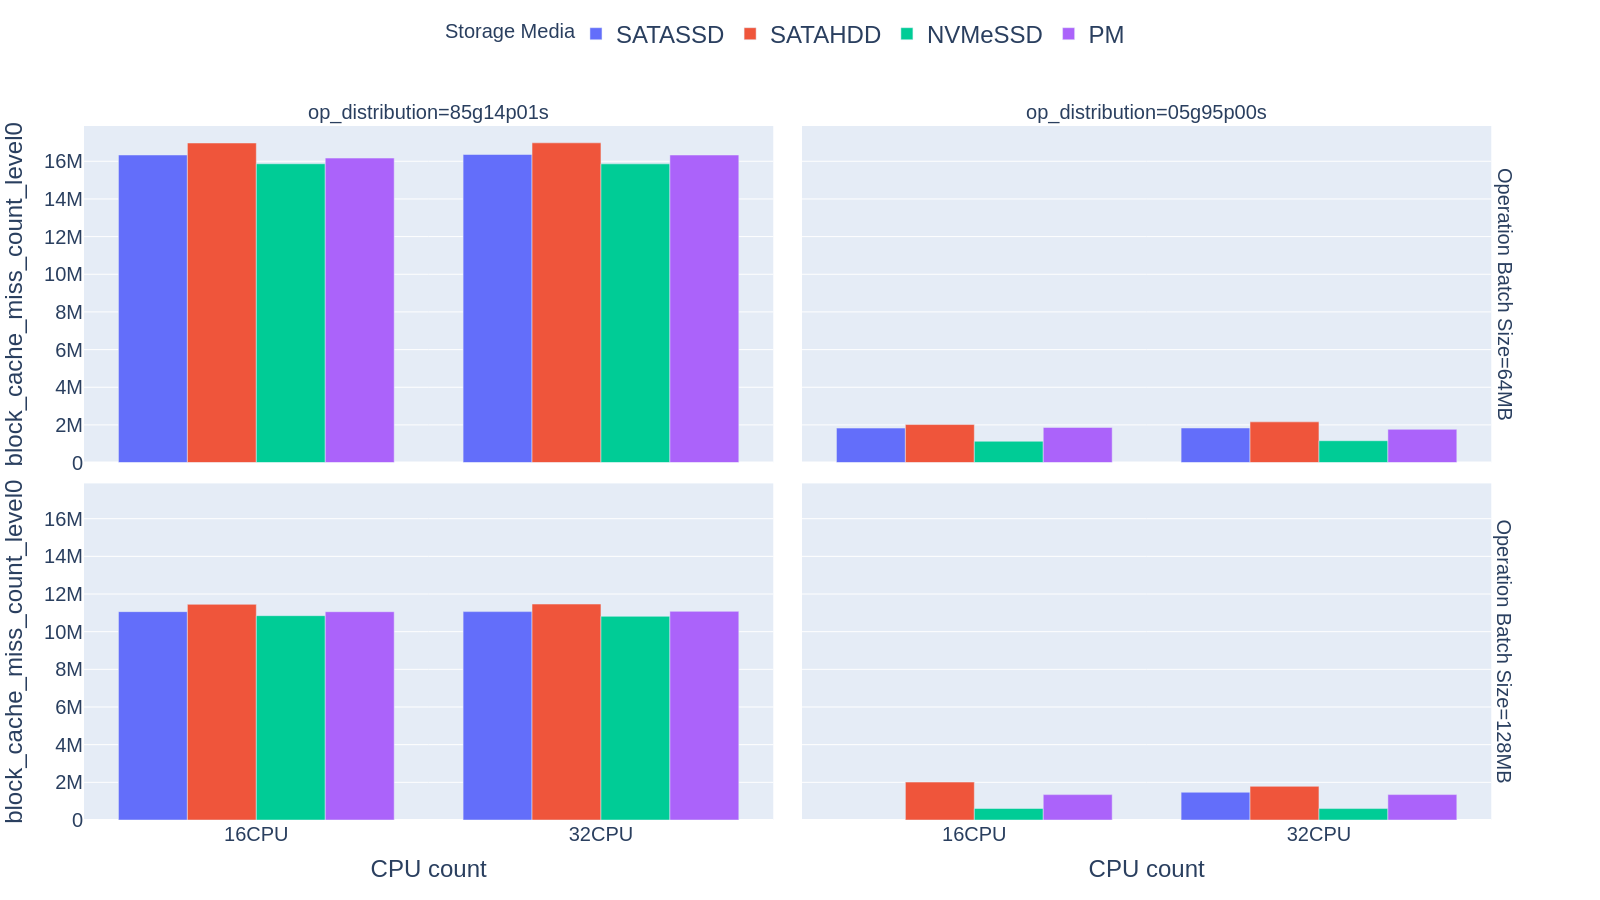 Storage Media SATASSD SATAHDD NVMeSSD PM
op_distribution=85g14p01s
op_distribution=05g95p00s
block_cache_miss_count_level0
16M
14M
12M
10M
8M
6M
4M
2M
0
Operation Batch Size=64MB
block_cache_miss_count_level0
16M
14M
12M
10M
8M
6M
4M
2M
0
Operation Batch Size=128MB
16CPU 32CPU
16CPU 32CPU
CPU count
CPU count